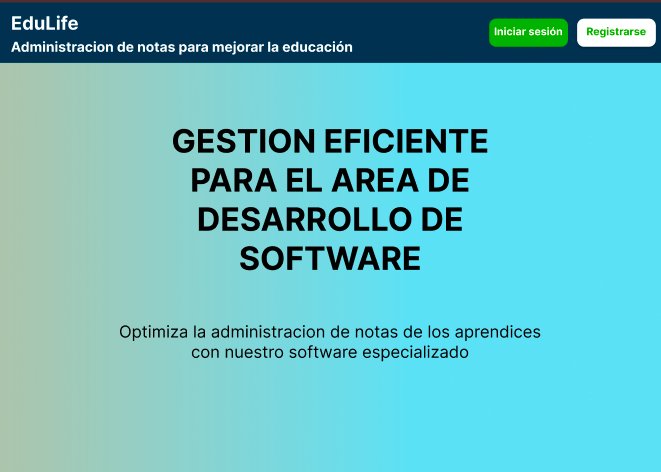 EduLife
Administracion de notas para mejorar la educación
Iniciar sesión
Registrarse
GESTION EFICIENTE
PARA EL AREA DE
DESARROLLO DE
SOFTWARE
Optimiza la administracion de notas de los aprendices
con nuestro software especializado